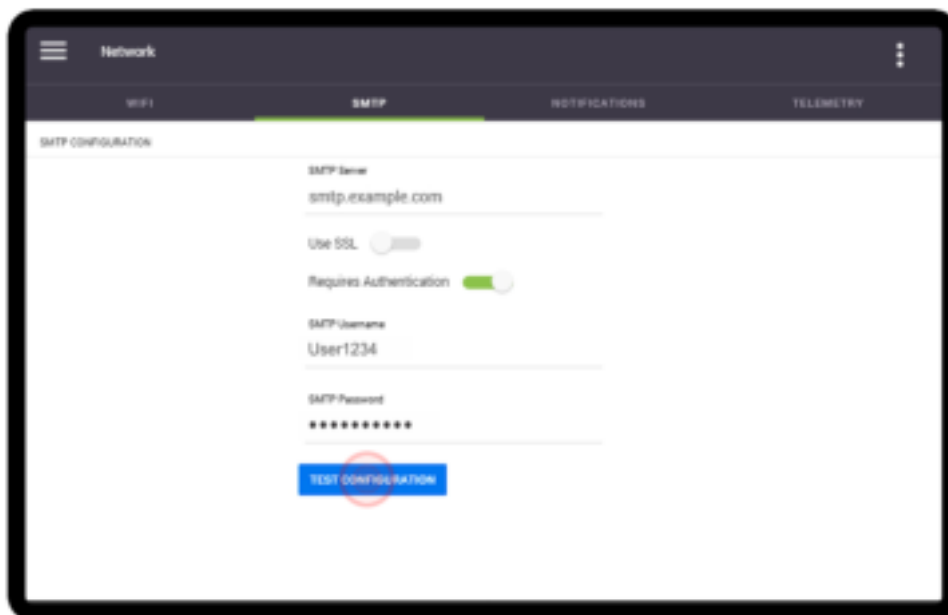 Network
WIFI SMTP NOTIFICATIONS TELEMETRY
SMTP CONFIGURATION
SMTP Server
smtp.example.com
Use SSL
Requires Authentication
SMTP Username
User1234
SMTP Password
••••••••••
TEST CONFIGURATION